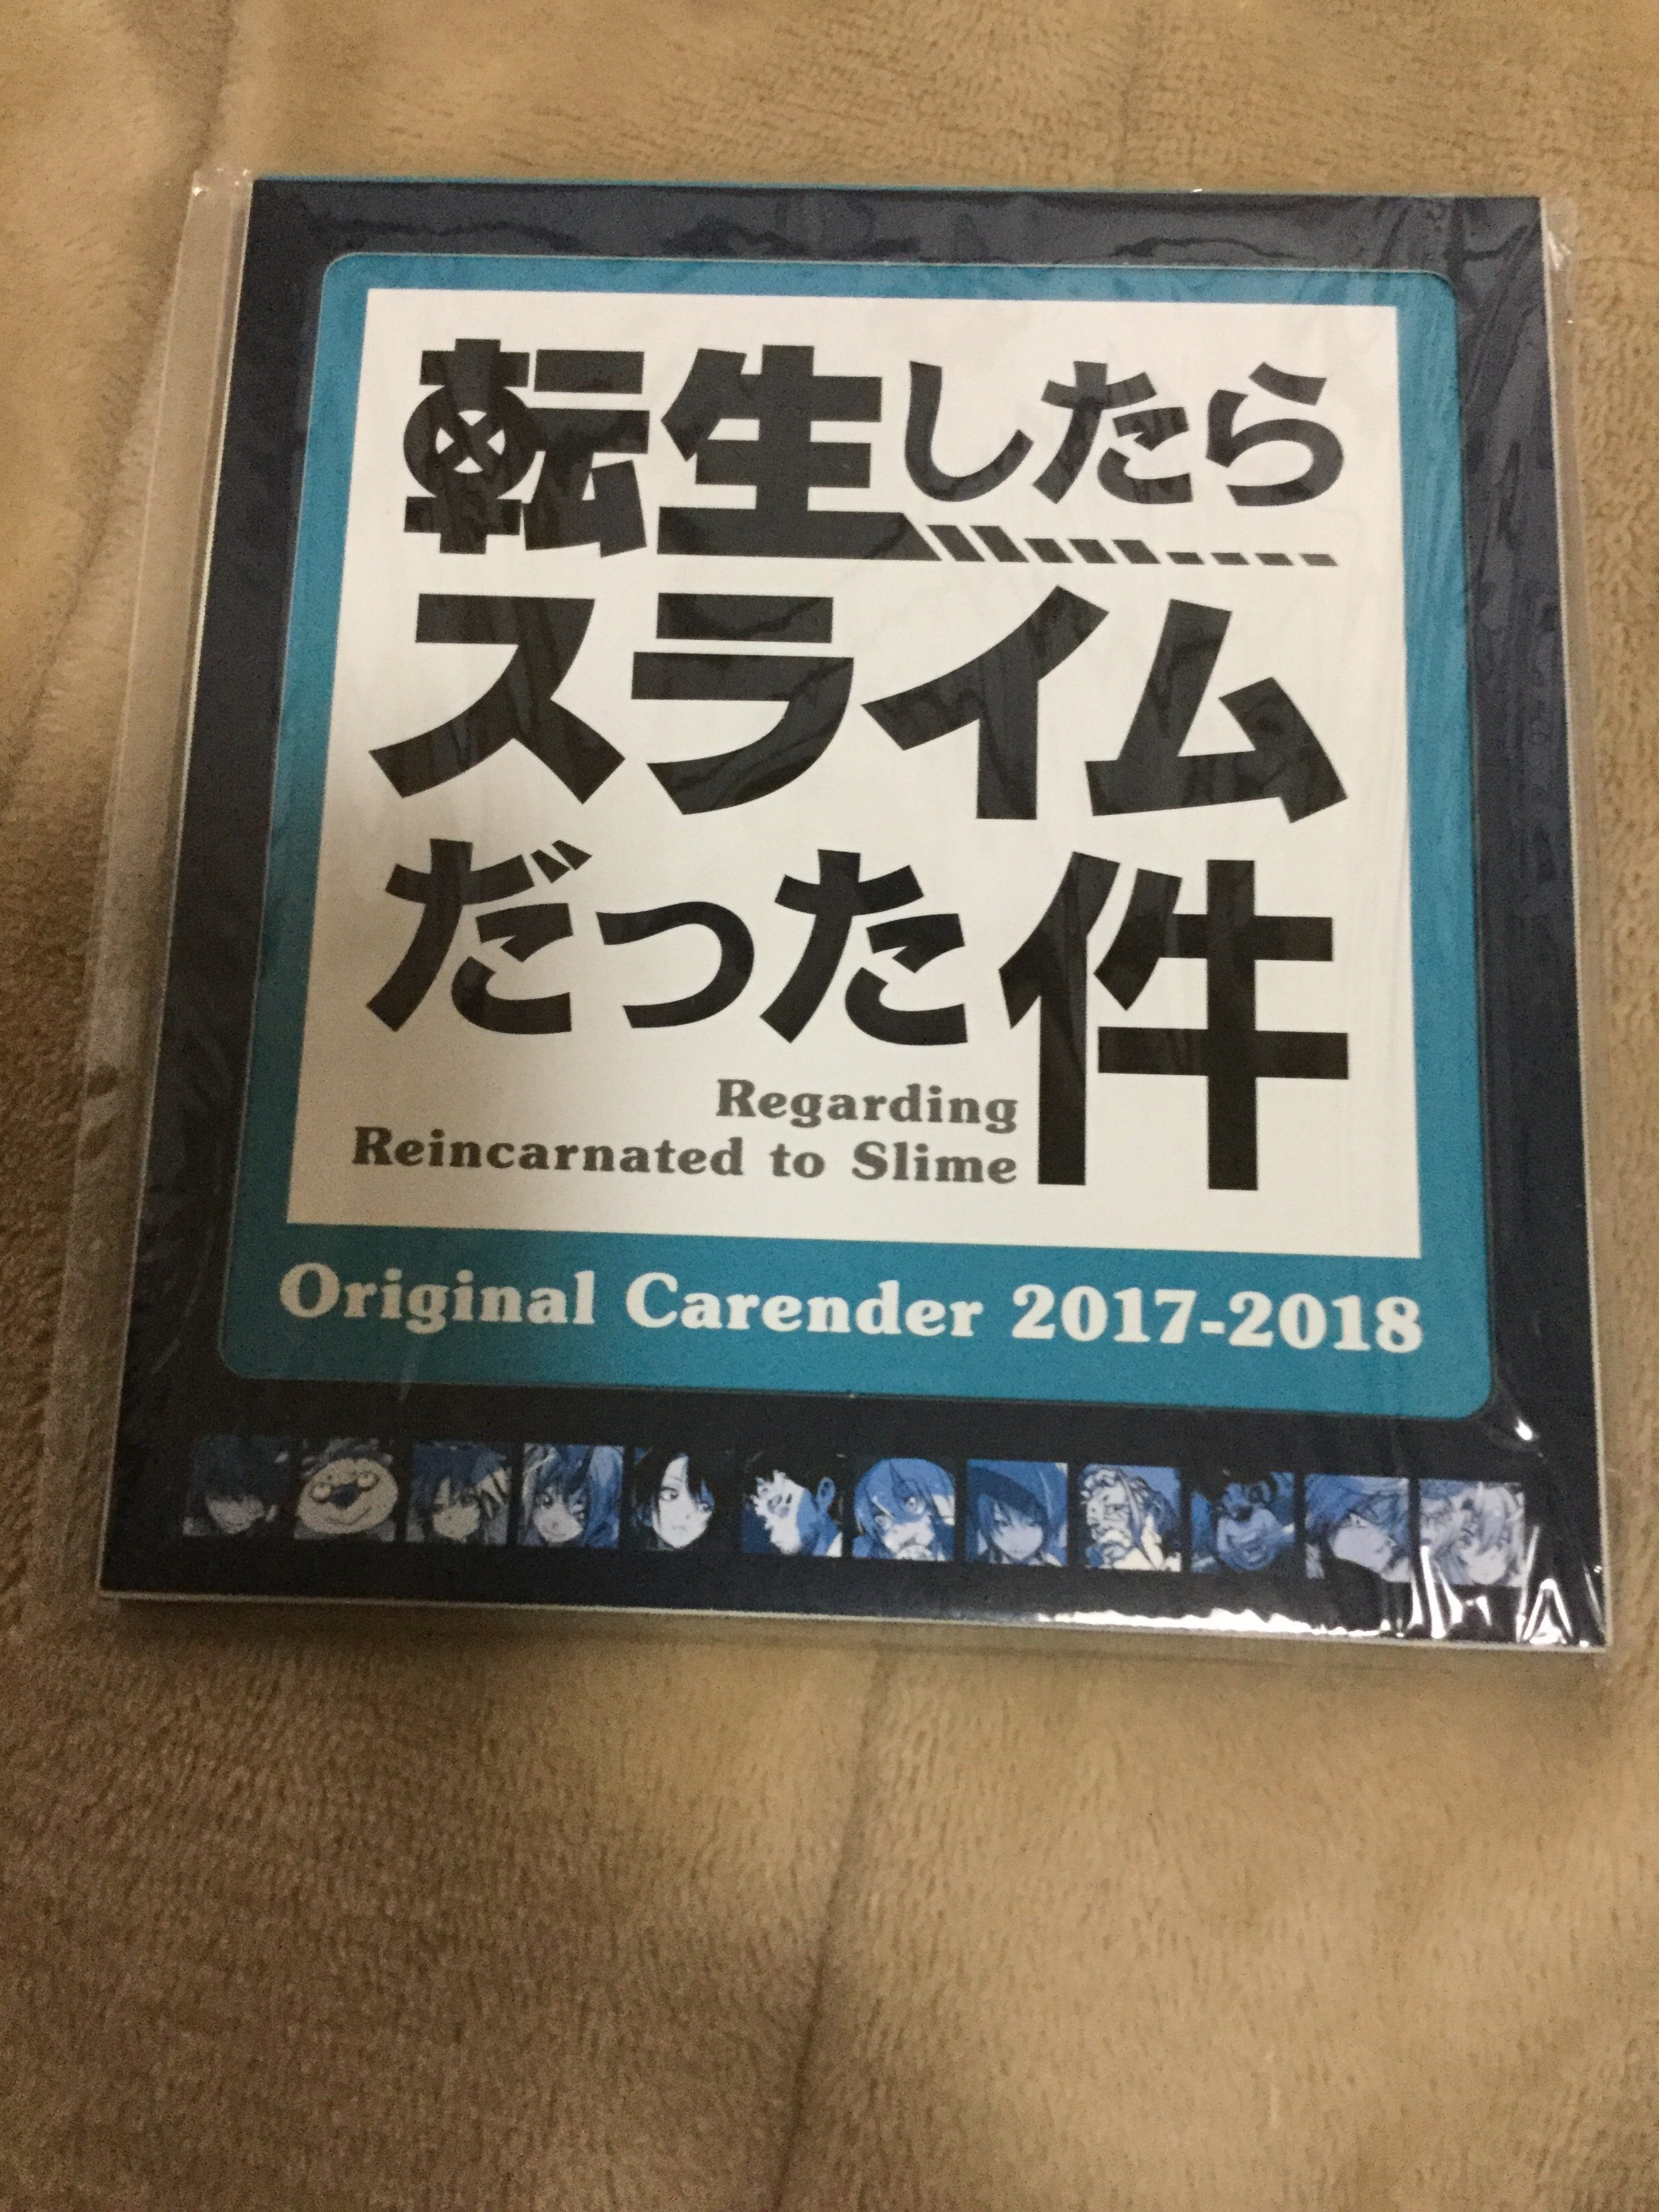 転生したら
スライム
だった件
Regarding
Reincarnated to Slime
Original Carender 2017-2018